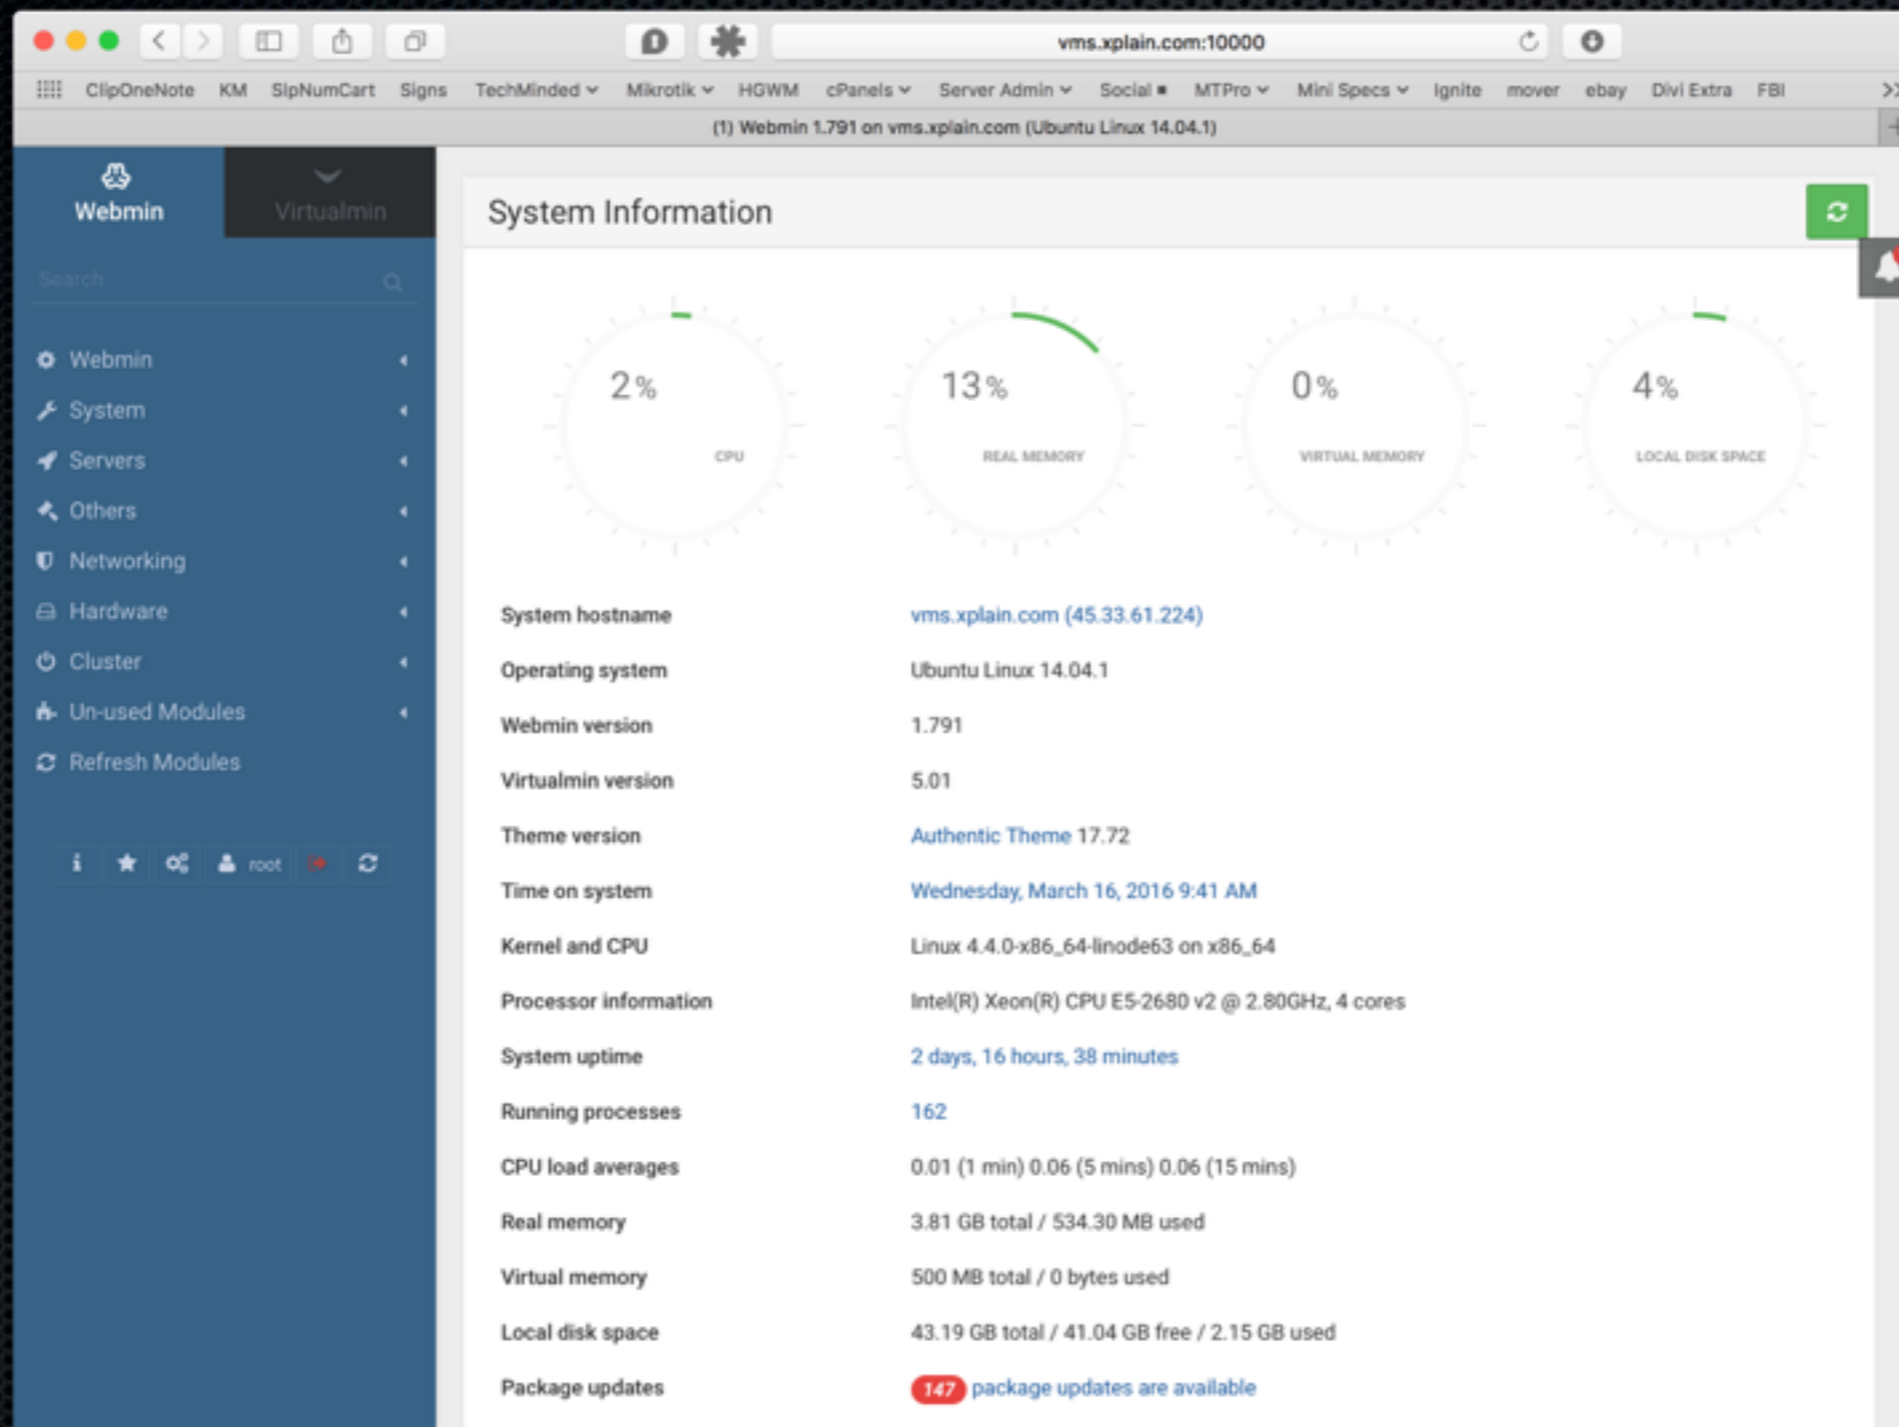 vms.xplain.com:10000
ClipOneNote KM SlpNumCart Signs TechMinded Mikrotik HGWM cPanels Server Admin Social MTPro Mini Specs Ignite mover ebay Divi Extra FBI
(1) Webmin 1.791 on vms.xplain.com (Ubuntu Linux 14.04.1)
Webmin Virtualmin
System Information
Search
Webmin
System
Servers
Others
Networking
Hardware
Cluster
Un-used Modules
Refresh Modules
root
2% 13% 0% 4%
CPU REAL MEMORY VIRTUAL MEMORY LOCAL DISK SPACE
System hostname vms.xplain.com (45.33.61.224)
Operating system Ubuntu Linux 14.04.1
Webmin version 1.791
Virtualmin version 5.01
Theme version Authentic Theme 17.72
Time on system Wednesday, March 16, 2016 9:41 AM
Kernel and CPU Linux 4.4.0-x86_64-linode63 on x86_64
Processor information Intel(R) Xeon(R) CPU E5-2680 v2 @ 2.80GHz, 4 cores
System uptime 2 days, 16 hours, 38 minutes
Running processes 162
CPU load averages 0.01 (1 min) 0.06 (5 mins) 0.06 (15 mins)
Real memory 3.81 GB total / 534.30 MB used
Virtual memory 500 MB total / 0 bytes used
Local disk space 43.19 GB total / 41.04 GB free / 2.15 GB used
Package updates 147 package updates are available